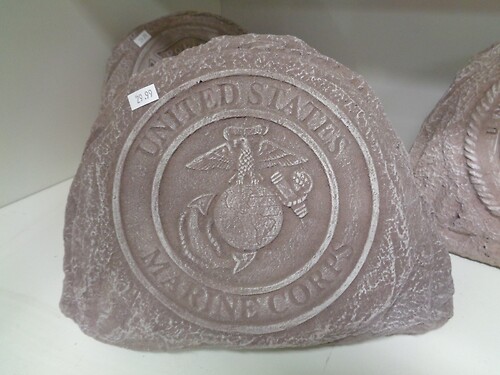 29.99
UNITED STATES
MARINE CORPS